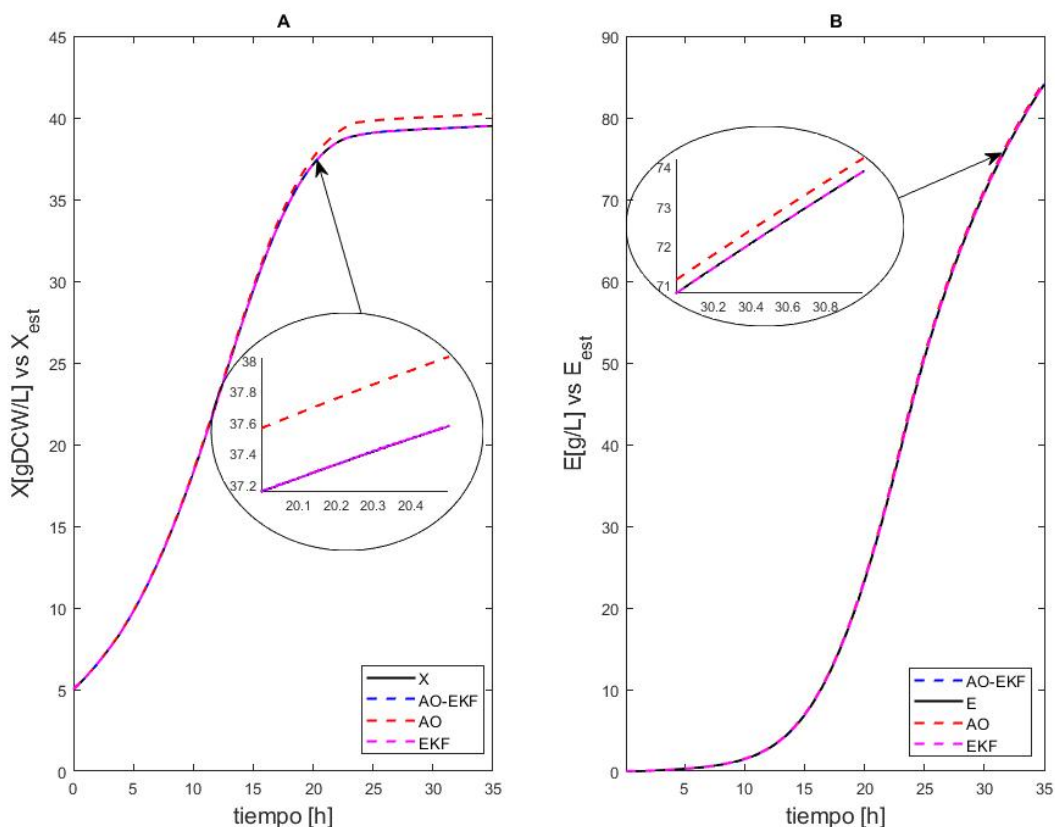 A
45
40
35
30
25
20
15
10
5
0
X[gDCW/L] vs X_est
38
37.8
37.6
37.4
37.2
20.1 20.2 20.3 20.4
X
AO-EKF
AO
EKF
0 5 10 15 20 25 30 35
tiempo [h]
B
90
80
70
60
50
40
30
20
10
0
E[g/L] vs E_est
74
73
72
71
30.2 30.4 30.6 30.8
AO-EKF
E
AO
EKF
5 10 15 20 25 30 35
tiempo [h]